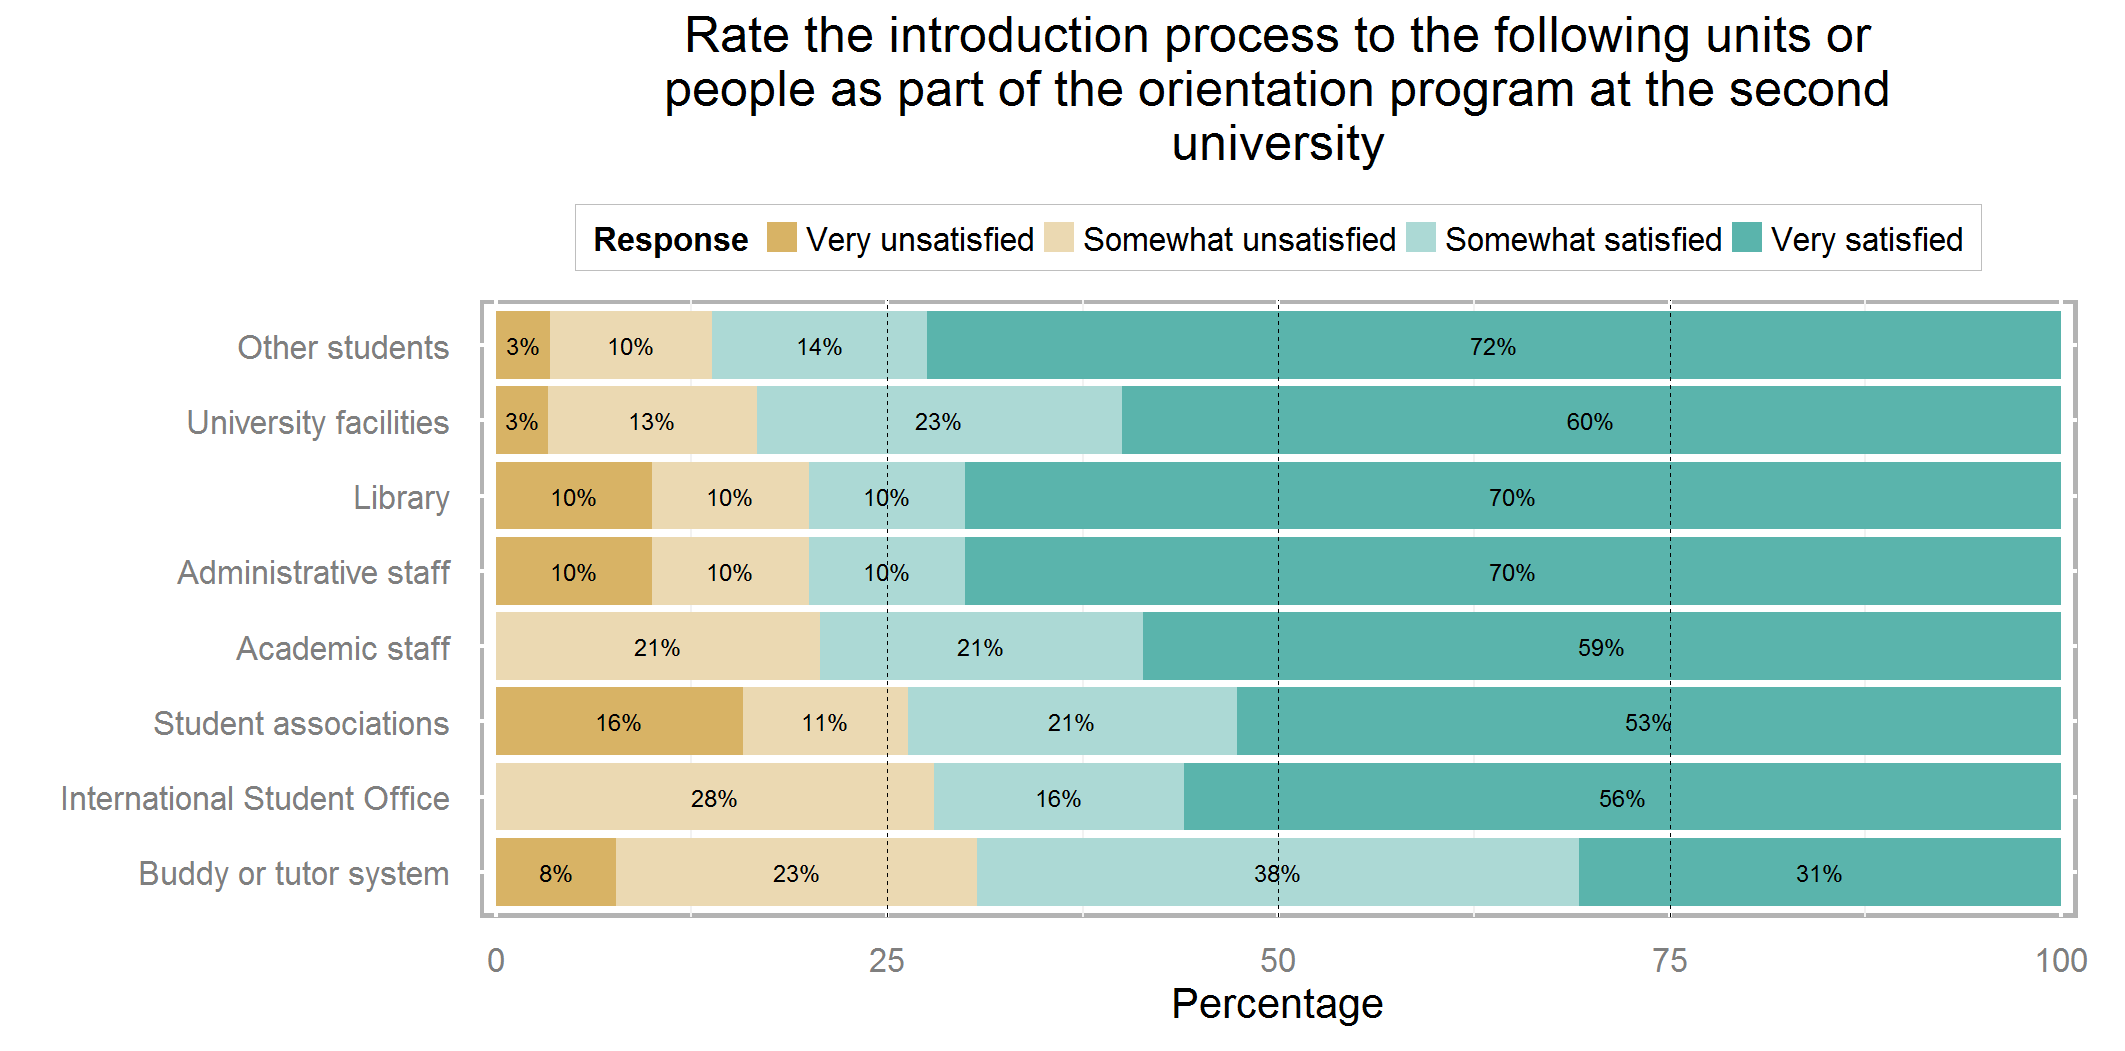 Rate the introduction process to the following units or
people as part of the orientation program at the second
university
Response Very unsatisfied Somewhat unsatisfied Somewhat satisfied Very satisfied
Other students 3% 10% 14% 72%
University facilities 3% 13% 23% 60%
Library 10% 10% 10% 70%
Administrative staff 10% 10% 10% 70%
Academic staff 21% 21% 59%
Student associations 16% 11% 21% 53%
International Student Office 28% 16% 56%
Buddy or tutor system 8% 23% 38% 31%
0 25 50 75 100
Percentage